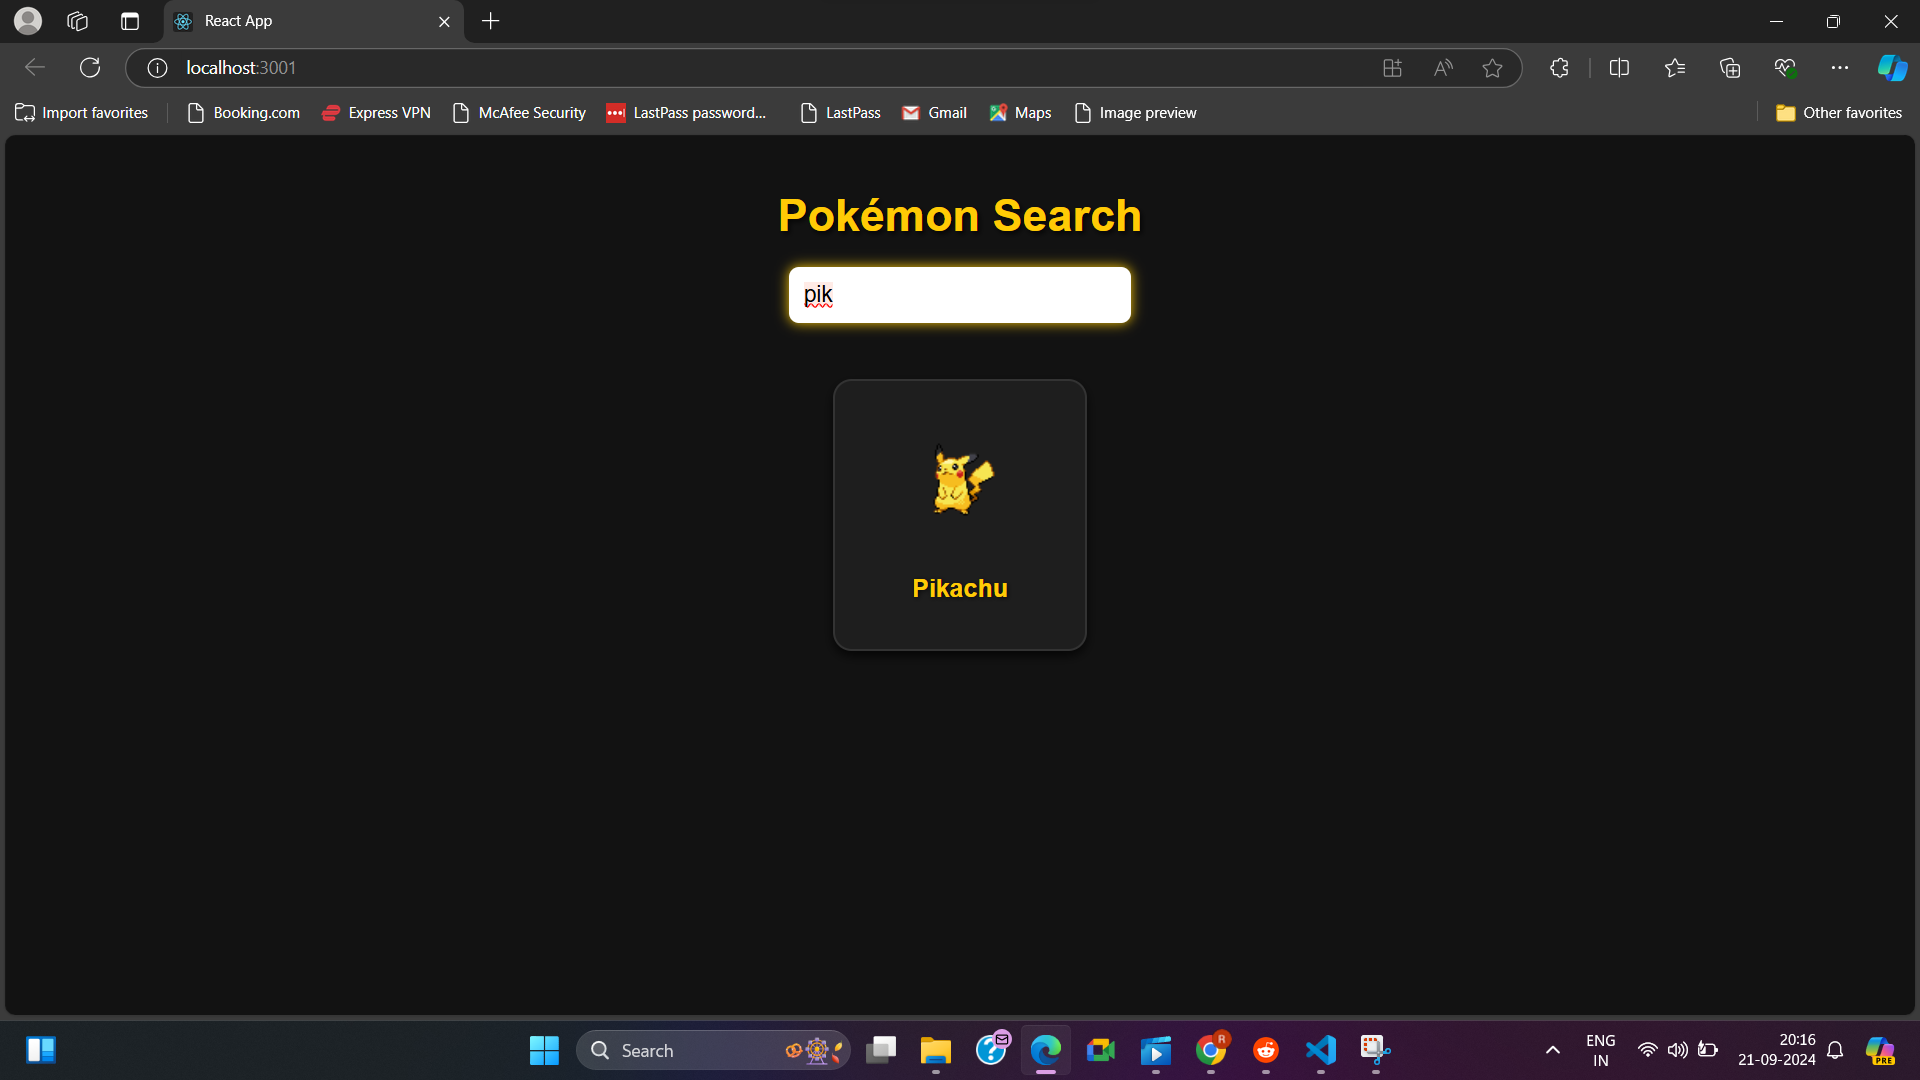 React App
localhost:3001
Import favorites
Booking.com
Express VPN
McAfee Security
LastPass password...
LastPass
Gmail
Maps
Image preview
Other favorites
Pokémon Search
pik
Pikachu
Search
R
ENG
IN
20:16
21-09-2024
PRE